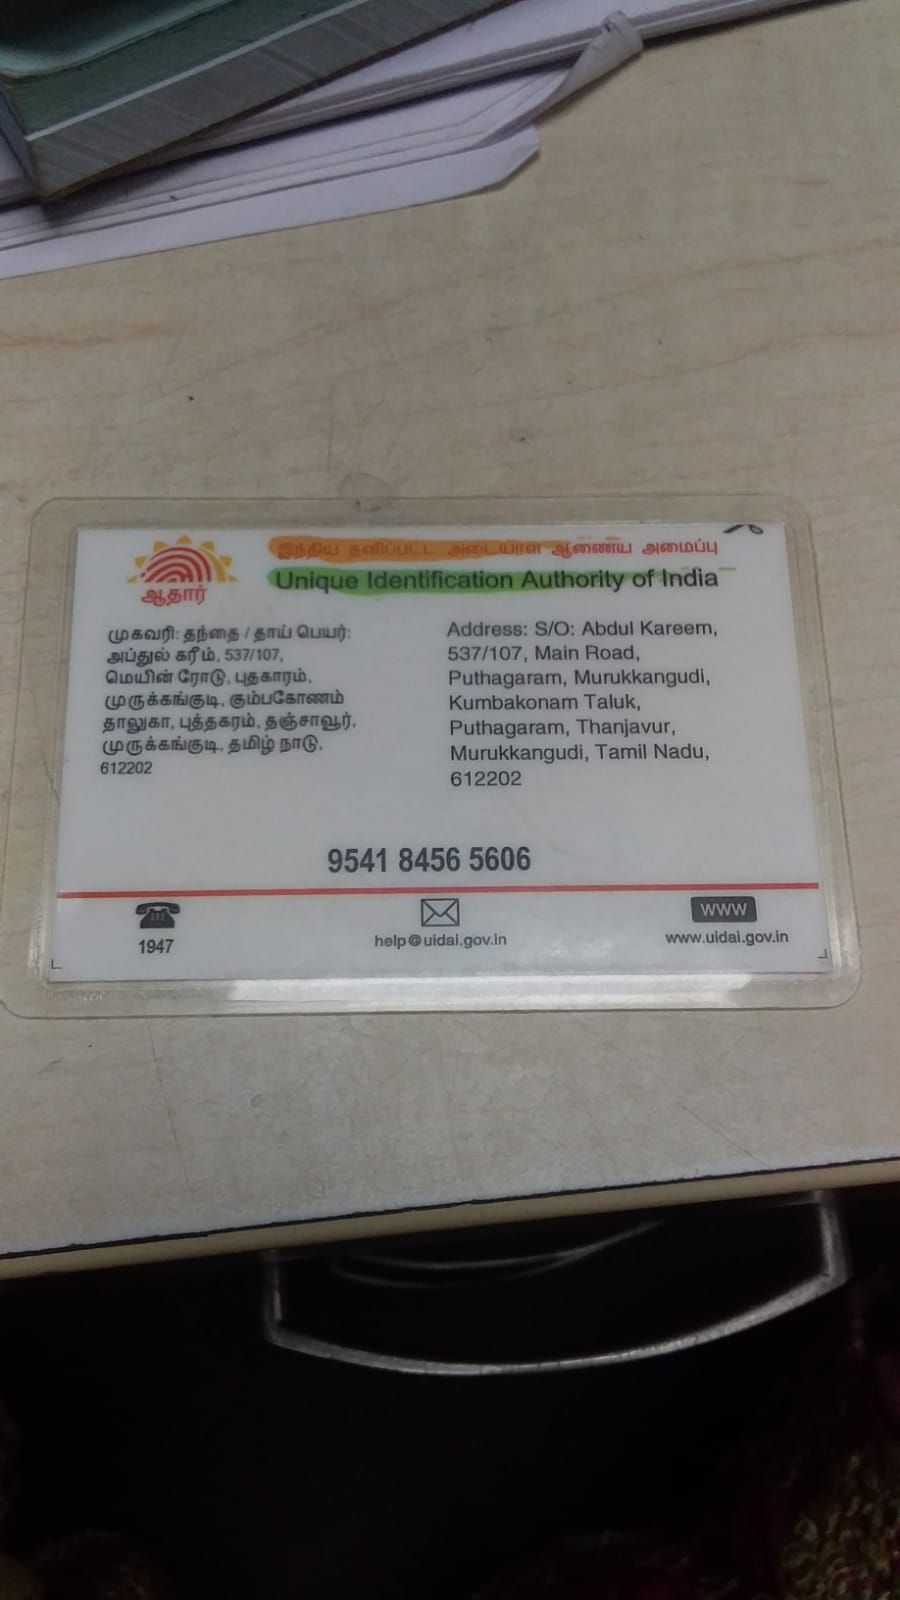 ஆதார்
இந்திய தனிப்பட்ட அடையாள ஆணைய அமைப்பு
Unique Identification Authority of India
முகவரி: தந்தை / தாய் பெயர்:
அப்துல் கரீம், 537/107,
மெயின் ரோடு, புதகாரம்,
முருக்கங்குடி, கும்பகோணம்
தாலுகா, புத்தகரம், தஞ்சாவூர்,
முருக்கங்குடி, தமிழ் நாடு,
612202
Address: S/O: Abdul Kareem,
537/107, Main Road,
Puthagaram, Murukkangudi,
Kumbakonam Taluk,
Puthagaram, Thanjavur,
Murukkangudi, Tamil Nadu,
612202
9541 8456 5606
1947
help@uidai.gov.in
WWW
www.uidai.gov.in